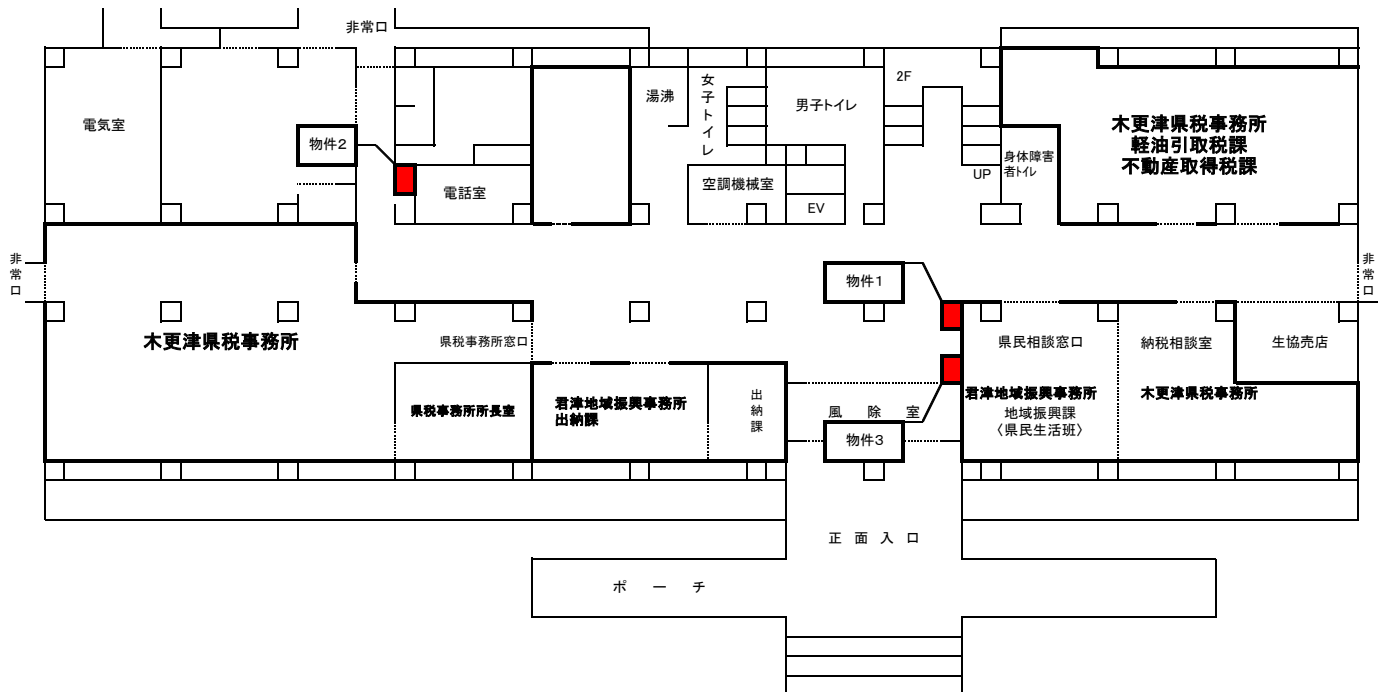 非常口
電気室
物件2
電話室
湯沸
女子トイレ
男子トイレ
空調機械室
EV
2F
UP
身体障害
者トイレ
木更津県税事務所
軽油引取税課
不動産取得税課
非常口
物件1
非常口
木更津県税事務所
県税事務所窓口
県税事務所所長室
君津地域振興事務所
出納課
出納課
風除室
物件3
県民相談窓口
君津地域振興事務所
地域振興課
〈県民生活班〉
納税相談室
木更津県税事務所
生協売店
正面入口
ポーチ